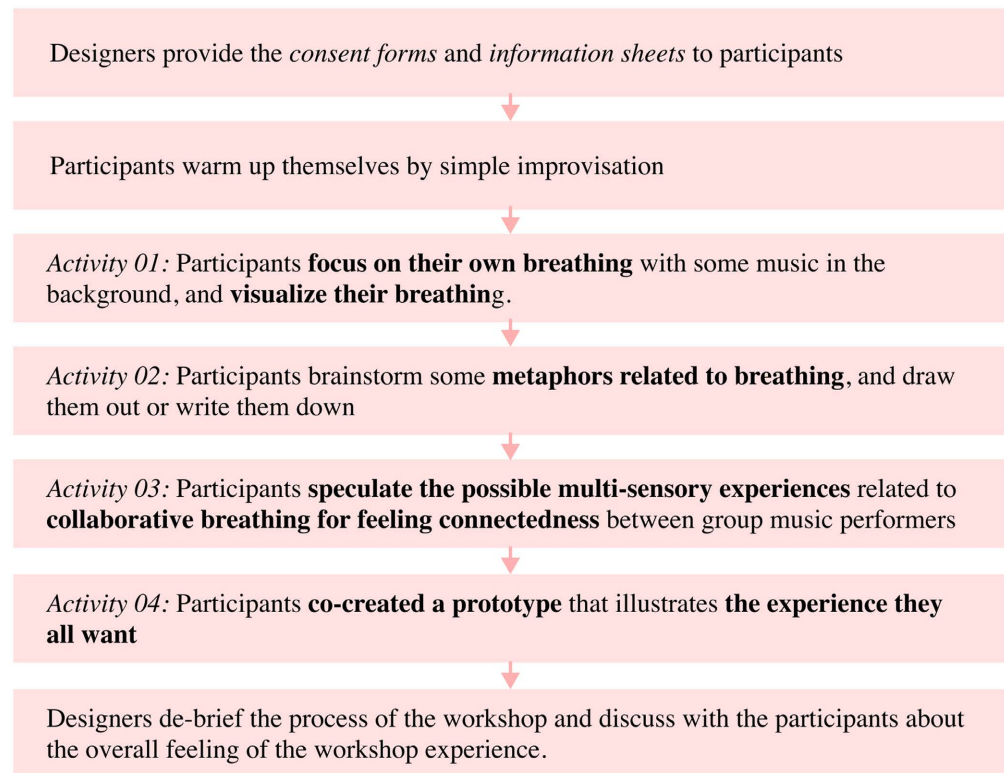 Designers provide the consent forms and information sheets to participants
Participants warm up themselves by simple improvisation
Activity 01: Participants focus on their own breathing with some music in the
background, and visualize their breathing.
Activity 02: Participants brainstorm some metaphors related to breathing, and draw
them out or write them down
Activity 03: Participants speculate the possible multi-sensory experiences related to
collaborative breathing for feeling connectedness between group music performers
Activity 04: Participants co-created a prototype that illustrates the experience they
all want
Designers de-brief the process of the workshop and discuss with the participants about
the overall feeling of the workshop experience.